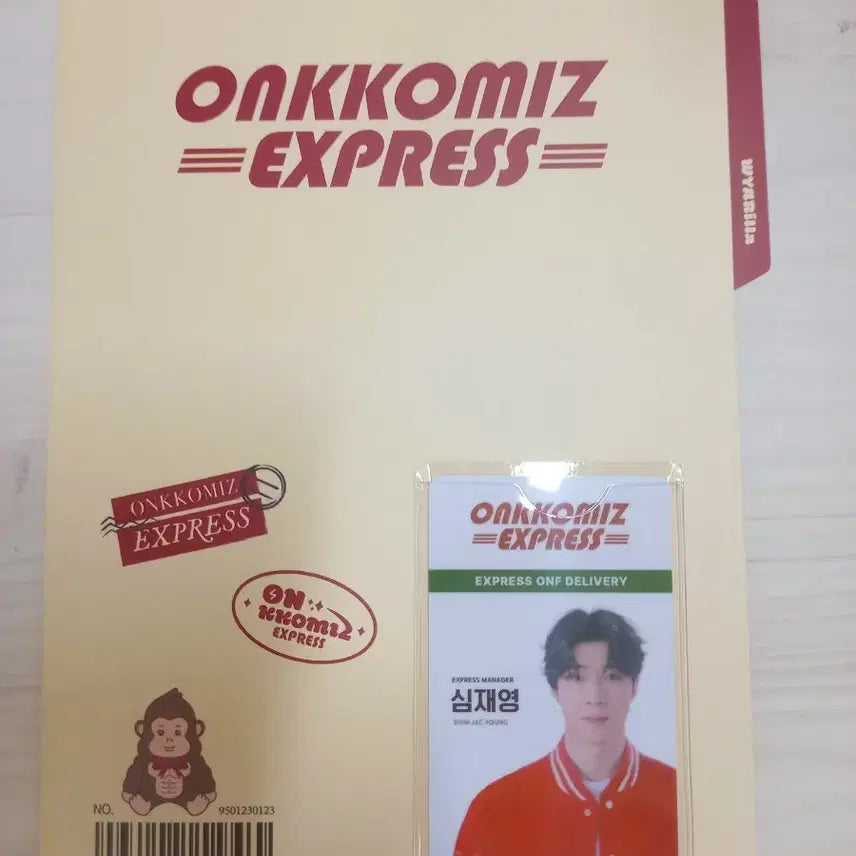 ONKKOMIZ
EXPRESS
WYARilla
ONKKOMIZ
EXPRESS
ON
KKOMIZ
EXPRESS
NO.
9501230123
ONKKOMIZ
EXPRESS
EXPRESS ONF DELIVERY
EXPRESS MANAGER
심재영
SHIM JAE YOUNG